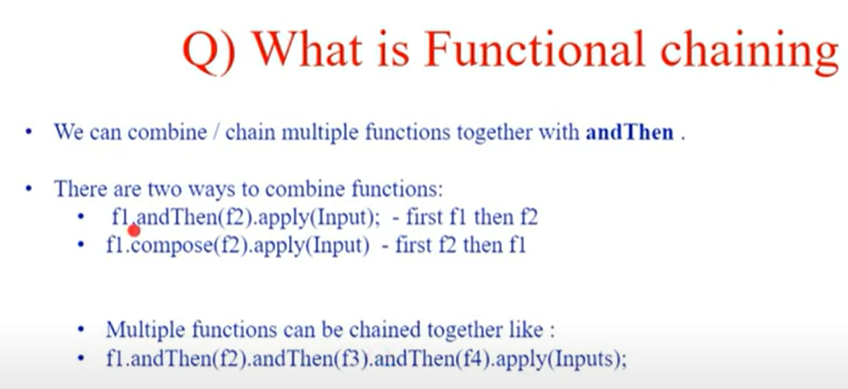 Q) What is Functional chaining
• We can combine / chain multiple functions together with andThen .
• There are two ways to combine functions:
• f1.andThen(f2).apply(Input); - first f1 then f2
• f1.compose(f2).apply(Input) - first f2 then f1
• Multiple functions can be chained together like :
• f1.andThen(f2).andThen(f3).andThen(f4).apply(Inputs);